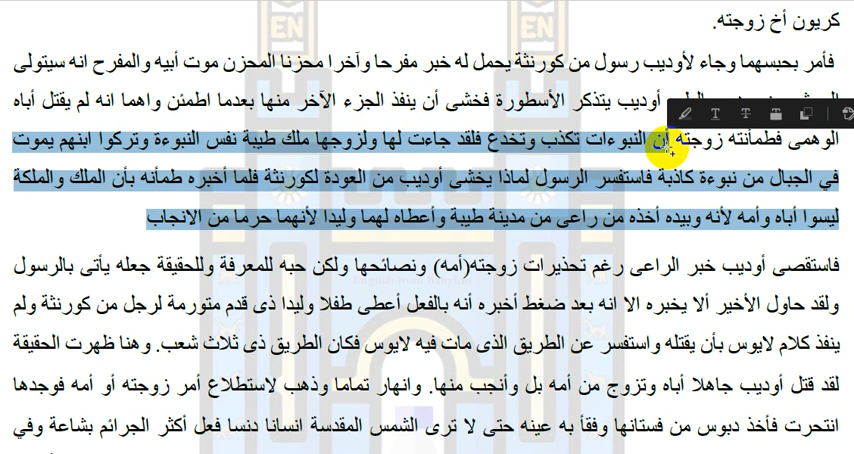 كريون أخ زوجته.
فأمر بحبسهما وجاء لأوديب رسول من كورنثة يحمل له خبر مفرحا وآخرا محزنا المحزن موت أبيه والمفرح انه سيتولى
أوديب يتذكر الأسطورة فخشى أن ينفذ الجزء الآخر منها بعدما اطمئن واهما انه لم يقتل أباه
الوهمى فطمأنته زوجته أن النبوءات تكذب وتخدع فلقد جاءت لها ولزوجها ملك طيبة نفس النبوءة وتركوا ابنهم يموت
في الجبال من نبوءة كاذبة فاستفسر الرسول لماذا يخشى أوديب من العودة لكورنثة فلما أخبره طمأنه بأن الملك والملكة
ليسوا أباه وأمه لأنه وبيده أخذه من راعى من مدينة طيبة وأعطاه لهما وليدا لأنهما حرما من الانجاب
فاستقصى أوديب خبر الراعى رغم تحذيرات زوجته(أمه) ونصائحها ولكن حبه للمعرفة وللحقيقة جعله يأتى بالرسول
ولقد حاول الأخير ألا يخبره الا انه بعد ضغط أخبره أنه بالفعل أعطى طفلا وليدا ذى قدم متورمة لرجل من كورنثة ولم
ينفذ كلام لايوس بأن يقتله واستفسر عن الطريق الذى مات فيه لايوس فكان الطريق ذى ثلاث شعب. وهنا ظهرت الحقيقة
لقد قتل أوديب جاهلا أباه وتزوج من أمه بل وأنجب منها. وانهار تماما وذهب لاستطلاع أمر زوجته أو أمه فوجدها
انتحرت فأخذ دبوس من فستانها وفقأ به عينه حتى لا ترى الشمس المقدسة انسانا دنسا فعل أكثر الجرائم بشاعة وفي
EN
EN